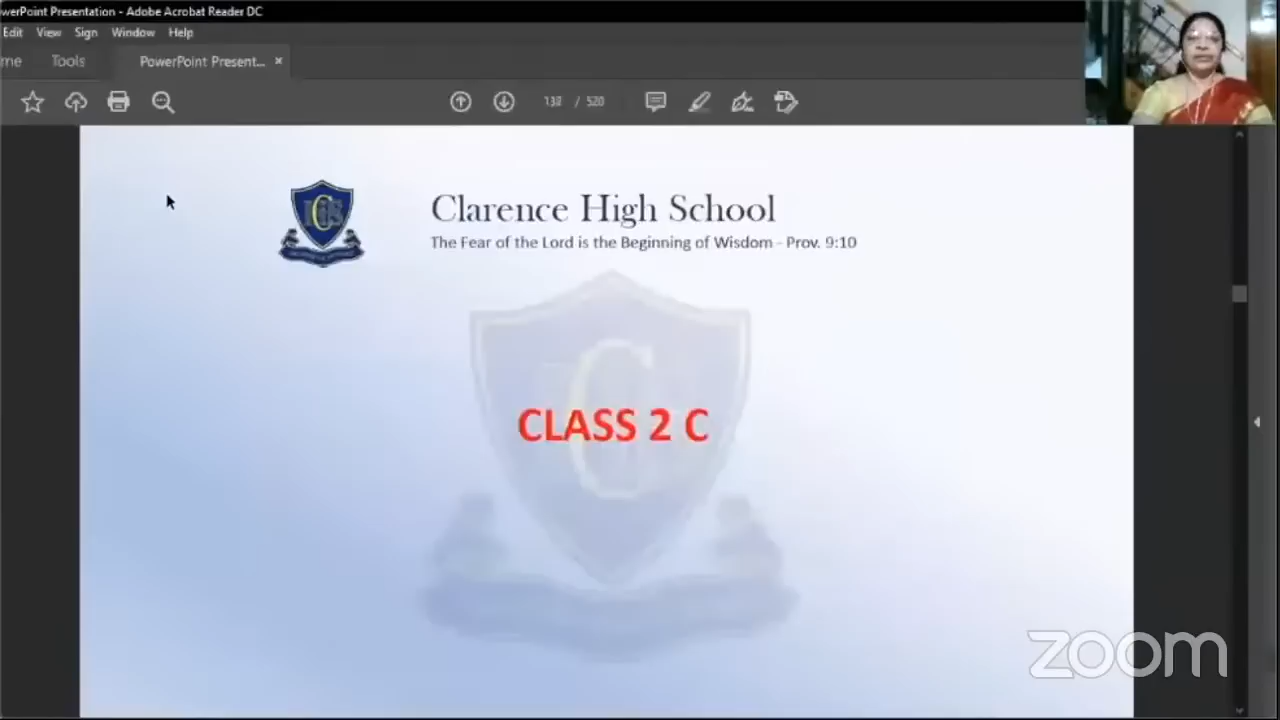 werPoint Presentation - Adobe Acrobat Reader DC
Edit View Sign Window Help
me Tools PowerPoint Present... ×
/ 520
Clarence High School
The Fear of the Lord is the Beginning of Wisdom - Prov. 9:10
CLASS 2 C
zoom